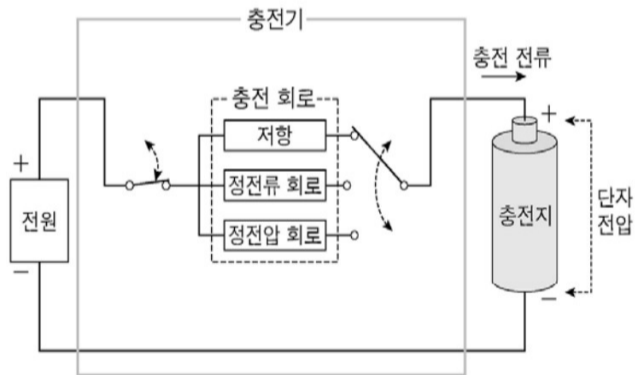 충전기
충전 전류
충전 회로
저항
정전류 회로
정전압 회로
+
전원
−
+
충전지
−
단자
전압